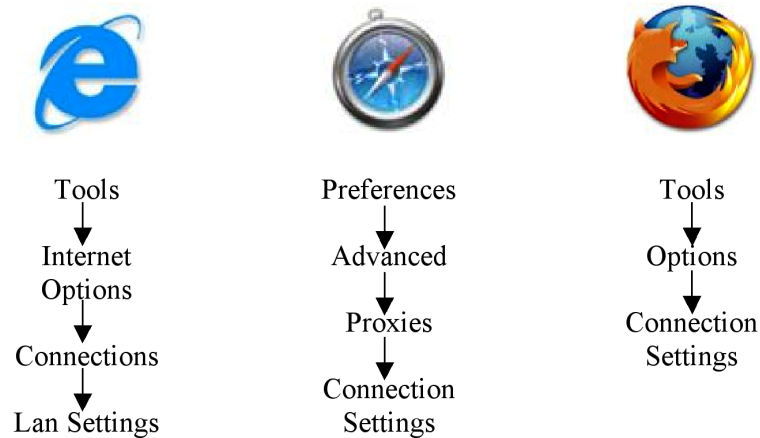 Tools
Internet
Options
Connections
Lan Settings
Preferences
Advanced
Proxies
Connection
Settings
Tools
Options
Connection
Settings